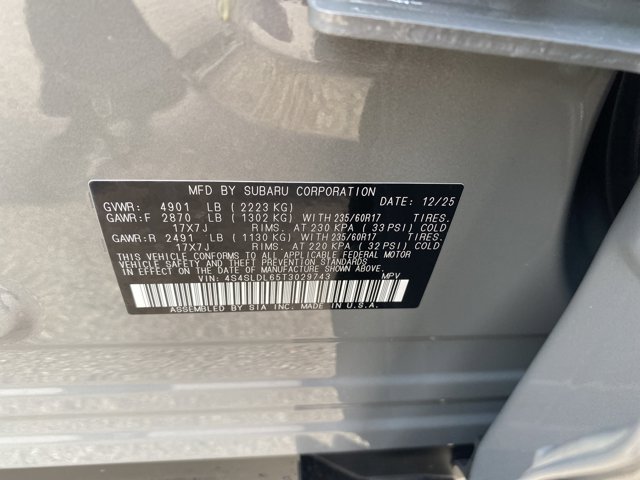 MFD BY SUBARU CORPORATION
GVWR: 4901 LB (2223 KG) DATE: 12/25
GAWR:F 2870 LB (1302 KG) WITH 235/60R17 TIRES.
17X7J RIMS. AT 230 KPA (33 PSI) COLD
GAWR:R 2491 LB (1130 KG) WITH 235/60R17 TIRES.
17X7J RIMS. AT 220 KPA (32 PSI) COLD
THIS VEHICLE CONFORMS TO ALL APPLICABLE FEDERAL MOTOR
VEHICLE SAFETY AND BUMPER STANDARDS
IN EFFECT ON THE DATE OF MANUFACTURE SHOWN ABOVE.
VIN: 4S4SLDL65T3029743 MPV
ASSEMBLED BY SIA INC. MADE IN U.S.A.